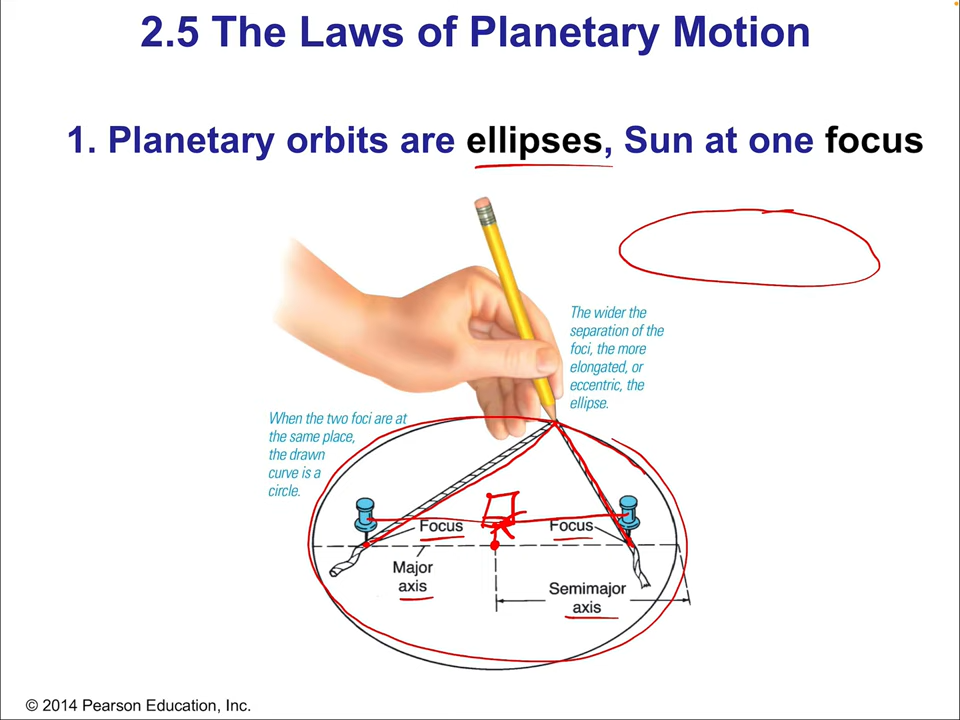 2.5 The Laws of Planetary Motion
1. Planetary orbits are ellipses, Sun at one focus
The wider the
separation of the
foci, the more
elongated, or
eccentric, the
ellipse.
When the two foci are at
the same place,
the drawn
curve is a
circle.
Focus
Focus
Major
axis
Semimajor
axis
© 2014 Pearson Education, Inc.